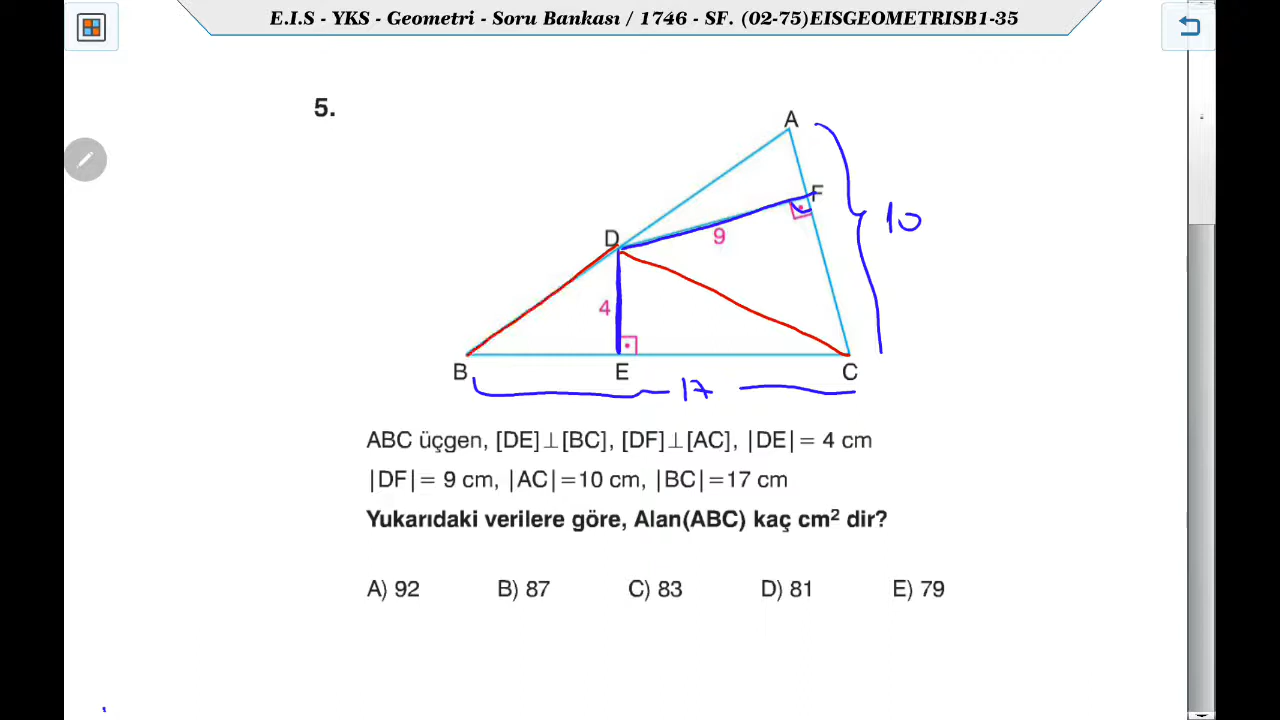 E.I.S - YKS - Geometri - Soru Bankası / 1746 - SF. (02-75)EISGEOMETRISB1-35
5.
A
F
10
D
9
4
B
E
C
17
ABC üçgen, [DE]⊥[BC], [DF]⊥[AC], |DE|= 4 cm
|DF|= 9 cm, |AC|=10 cm, |BC|=17 cm
Yukarıdaki verilere göre, Alan(ABC) kaç cm² dir?
A) 92 B) 87 C) 83 D) 81 E) 79